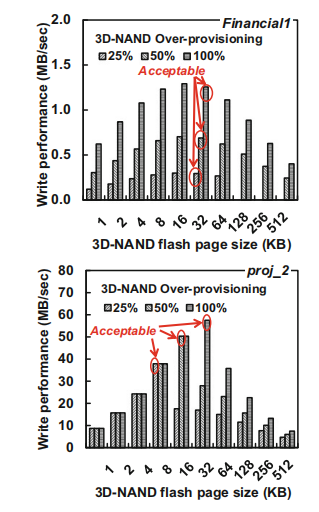 Financial1
2.0
3D-NAND Over-provisioning
25% 50% 100%
Acceptable
1.5
1.0
0.5
0.0
Write performance (MB/sec)
1 2 4 8 16 32 64 128 256 512
3D-NAND flash page size (KB)
proj_2
80
3D-NAND Over-provisioning
70
25% 50% 100%
60
Acceptable
50
40
30
20
10
0
Write performance (MB/sec)
1 2 4 8 16 32 64 128 256 512
3D-NAND flash page size (KB)